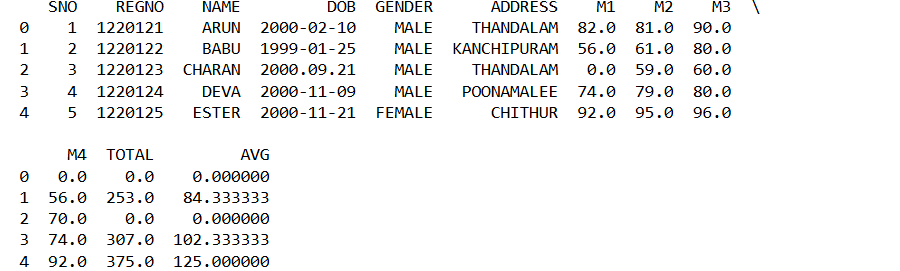 SNO REGNO NAME DOB GENDER ADDRESS M1 M2 M3 \
0 1 1220121 ARUN 2000-02-10 MALE THANDALAM 82.0 81.0 90.0
1 2 1220122 BABU 1999-01-25 MALE KANCHIPURAM 56.0 61.0 80.0
2 3 1220123 CHARAN 2000.09.21 MALE THANDALAM 0.0 59.0 60.0
3 4 1220124 DEVA 2000-11-09 MALE POONAMALEE 74.0 79.0 80.0
4 5 1220125 ESTER 2000-11-21 FEMALE CHITHUR 92.0 95.0 96.0
M4 TOTAL AVG
0 0.0 0.0 0.000000
1 56.0 253.0 84.333333
2 70.0 0.0 0.000000
3 74.0 307.0 102.333333
4 92.0 375.0 125.000000